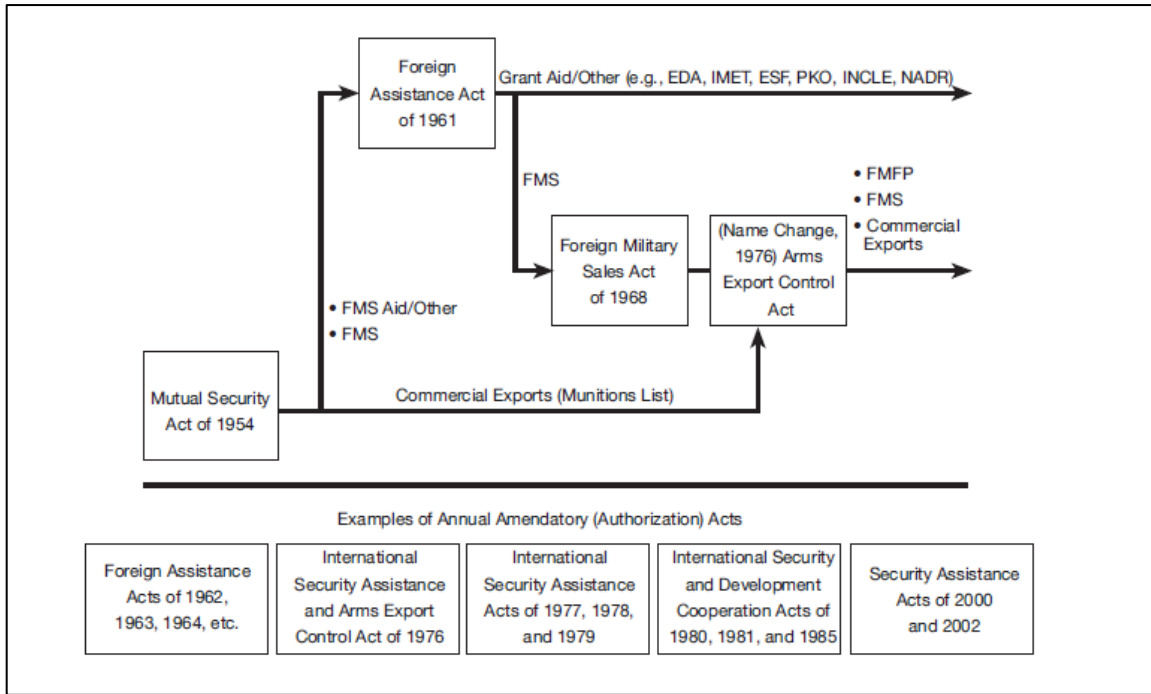 Foreign
Assistance Act
of 1961
Grant Aid/Other (e.g., EDA, IMET, ESF, PKO, INCLE, NADR)
FMS
• FMFP
• FMS
• Commercial
Exports
Foreign Military
Sales Act
of 1968
(Name Change,
1976) Arms
Export Control
Act
• FMS Aid/Other
• FMS
Mutual Security
Act of 1954
Commercial Exports (Munitions List)
Examples of Annual Amendatory (Authorization) Acts
Foreign Assistance
Acts of 1962,
1963, 1964, etc.
International
Security Assistance
and Arms Export
Control Act of 1976
International
Security Assistance
Acts of 1977, 1978,
and 1979
International Security
and Development
Cooperation Acts of
1980, 1981, and 1985
Security Assistance
Acts of 2000
and 2002